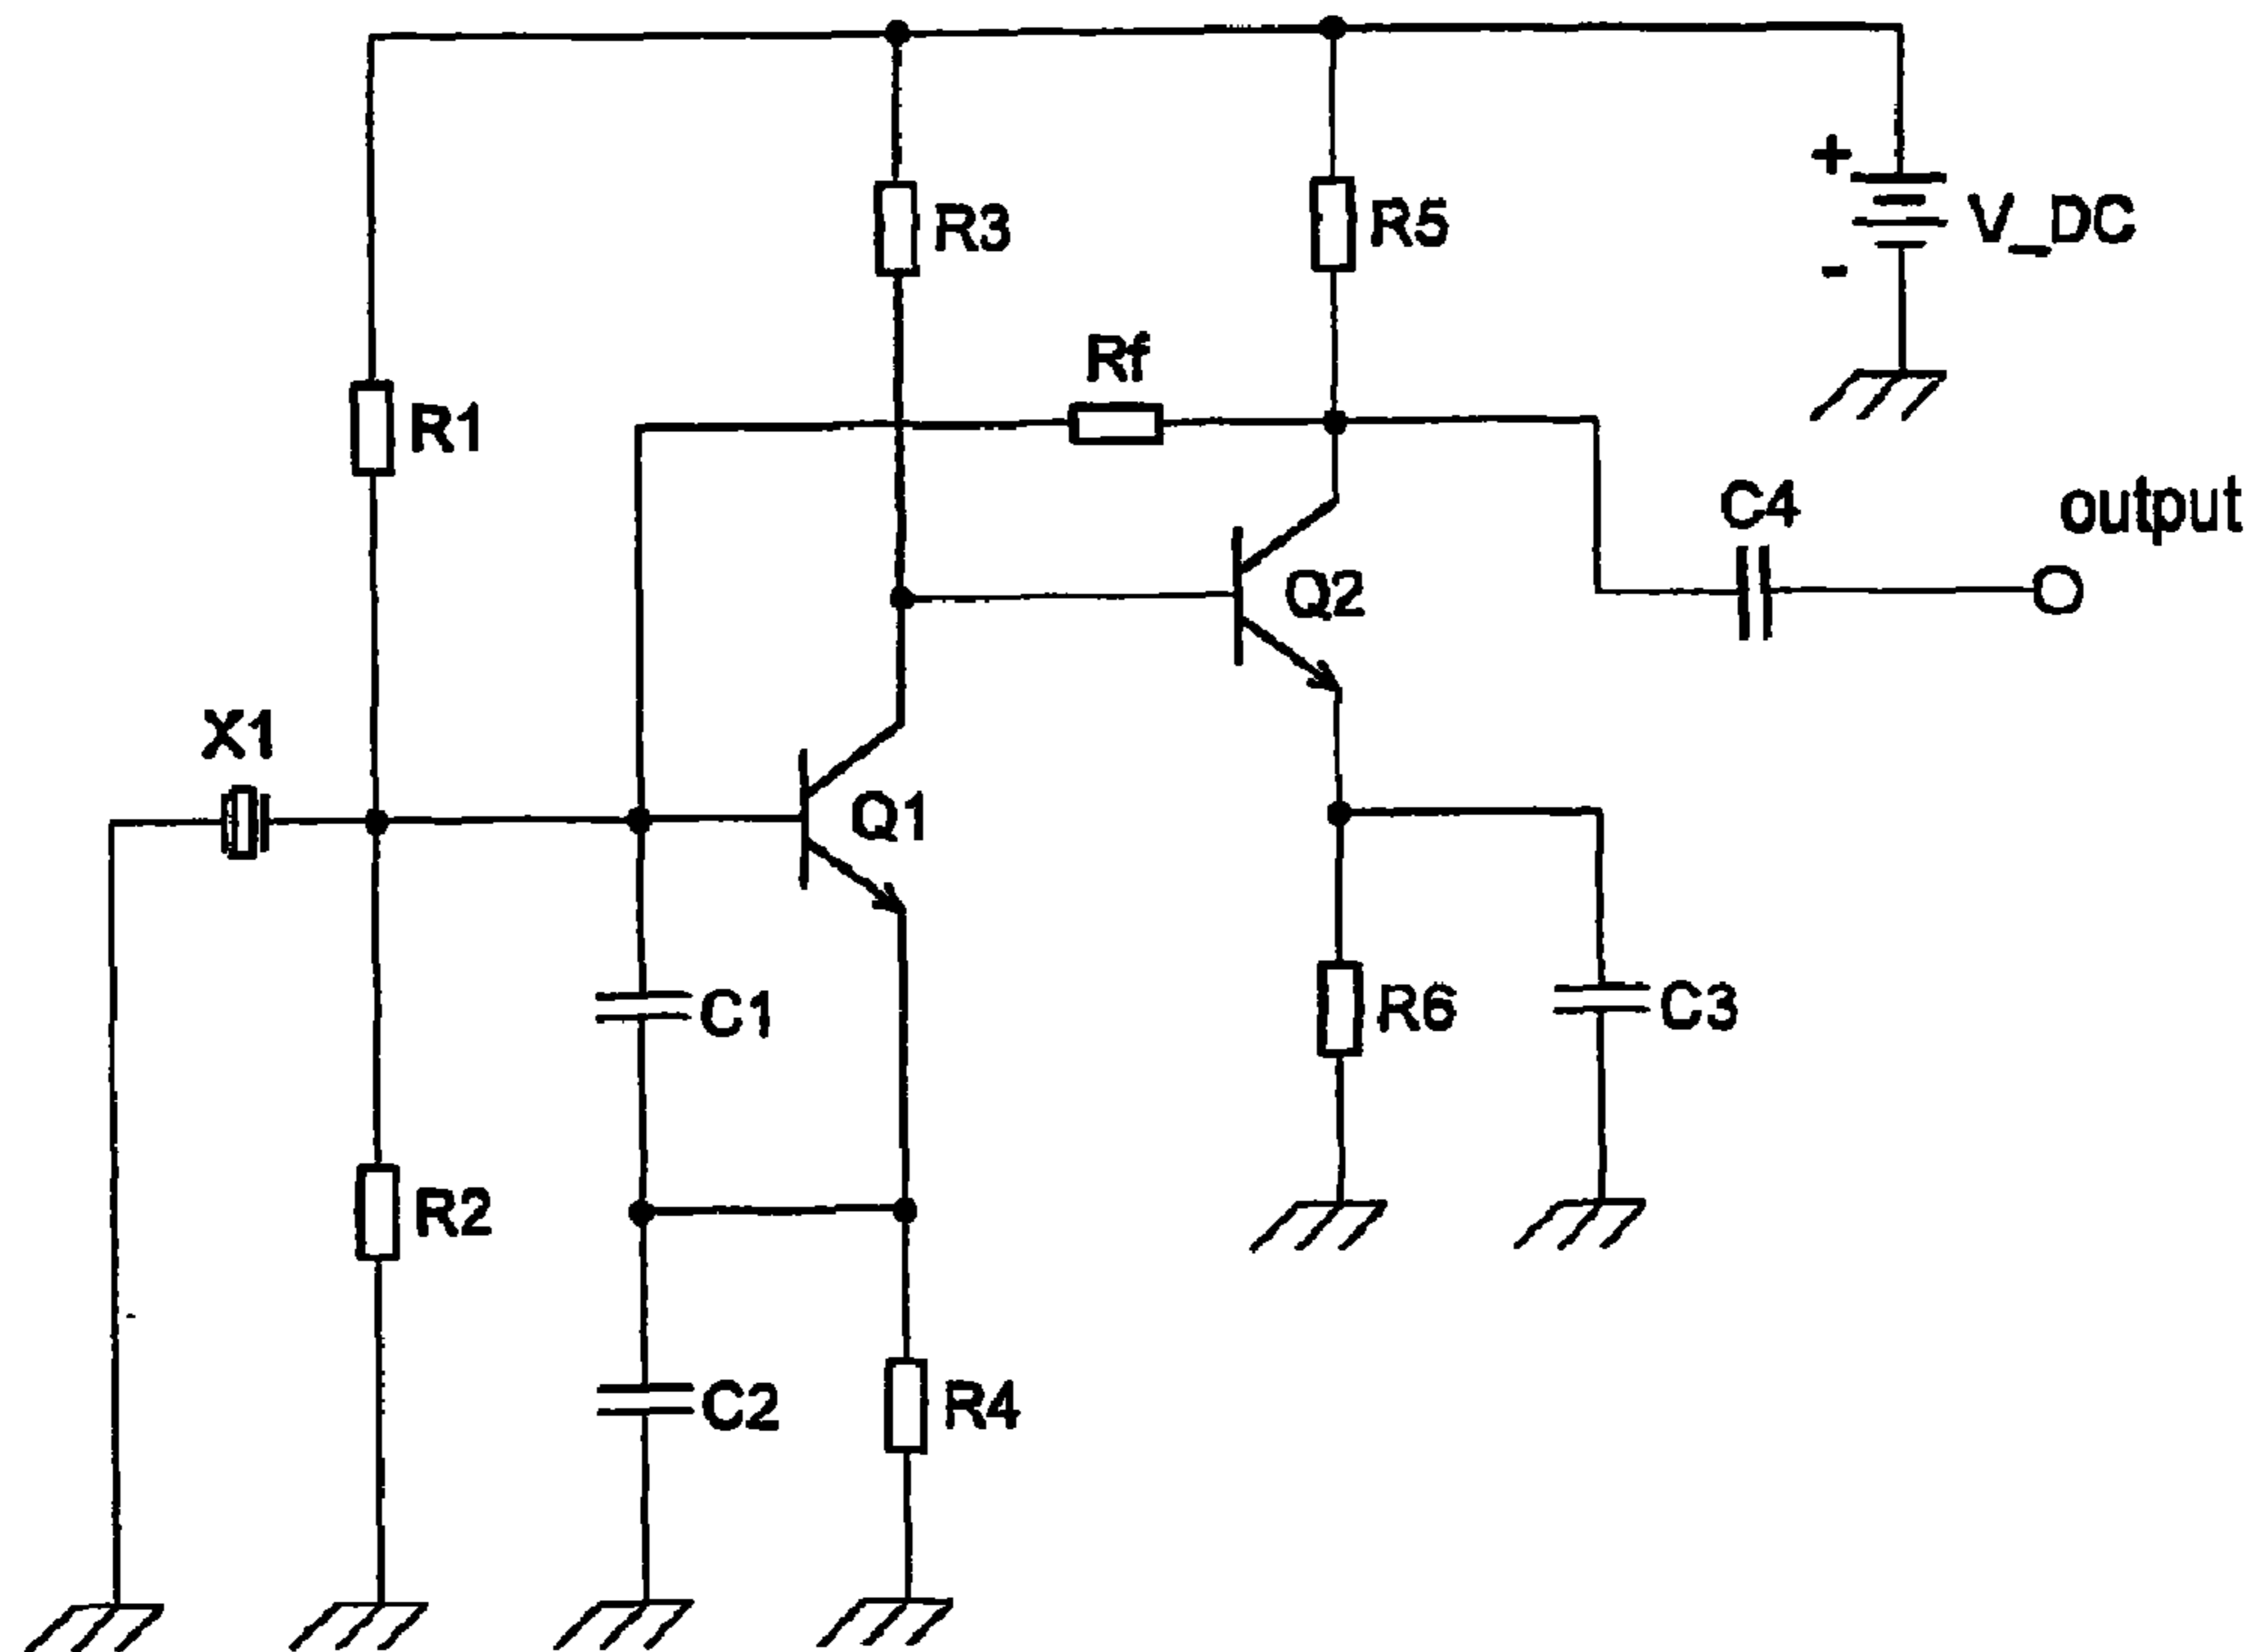 R3
R5
+
V_DC
-
Rf
R1
C4
output
Q2
X1
Q1
C1
R6
C3
R2
C2
R4